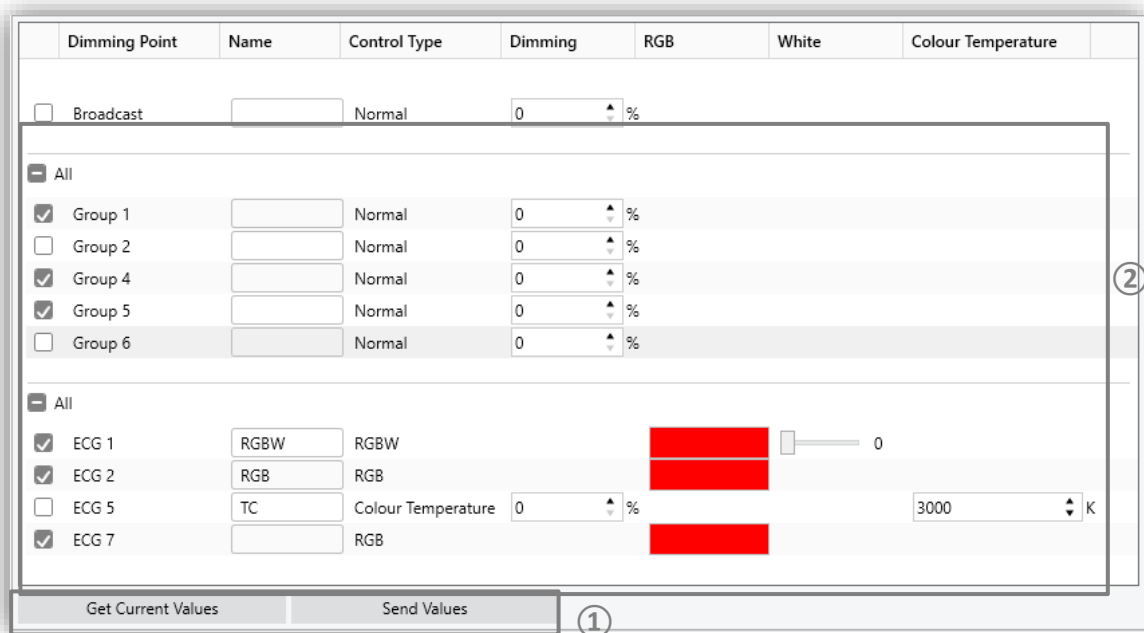 Dimming Point Name Control Type Dimming RGB White Colour Temperature
Broadcast Normal 0 %
All
Group 1 Normal 0 %
Group 2 Normal 0 %
Group 4 Normal 0 %
②
Group 5 Normal 0 %
Group 6 Normal 0 %
All
ECG 1 RGBW RGBW 0
ECG 2 RGB RGB
ECG 5 TC Colour Temperature 0 % 3000 K
ECG 7 RGB
Get Current Values Send Values ①